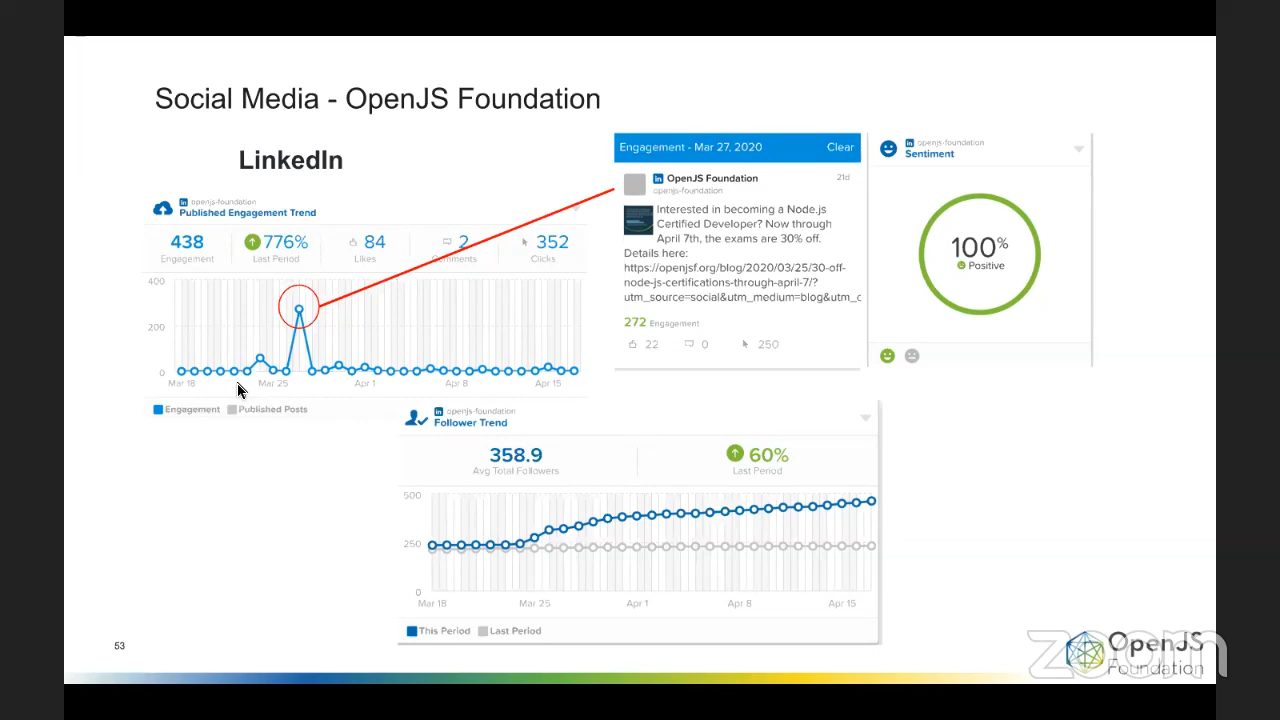 Social Media - OpenJS Foundation
LinkedIn
openjs-foundation
Published Engagement Trend
438
Engagement
776%
Last Period
84
Likes
2
Comments
352
Clicks
400
200
0
Mar 18
Mar 25
Apr 1
Apr 8
Apr 15
Engagement
Published Posts
Engagement - Mar 27, 2020
Clear
OpenJS Foundation
21d
openjs-foundation
Interested in becoming a Node.js
Certified Developer? Now through
April 7th, the exams are 30% off.
Details here:
https://openjsf.org/blog/2020/03/25/30-off-
node-js-certifications-through-april-7/?
utm_source=social&utm_medium=blog&utm_c
272 Engagement
22
0
250
openjs-foundation
Sentiment
100%
Positive
openjs-foundation
Follower Trend
358.9
Avg Total Followers
60%
Last Period
500
250
0
Mar 18
Mar 25
Apr 1
Apr 8
Apr 15
This Period
Last Period
53
OpenJS
Foundation
zoom